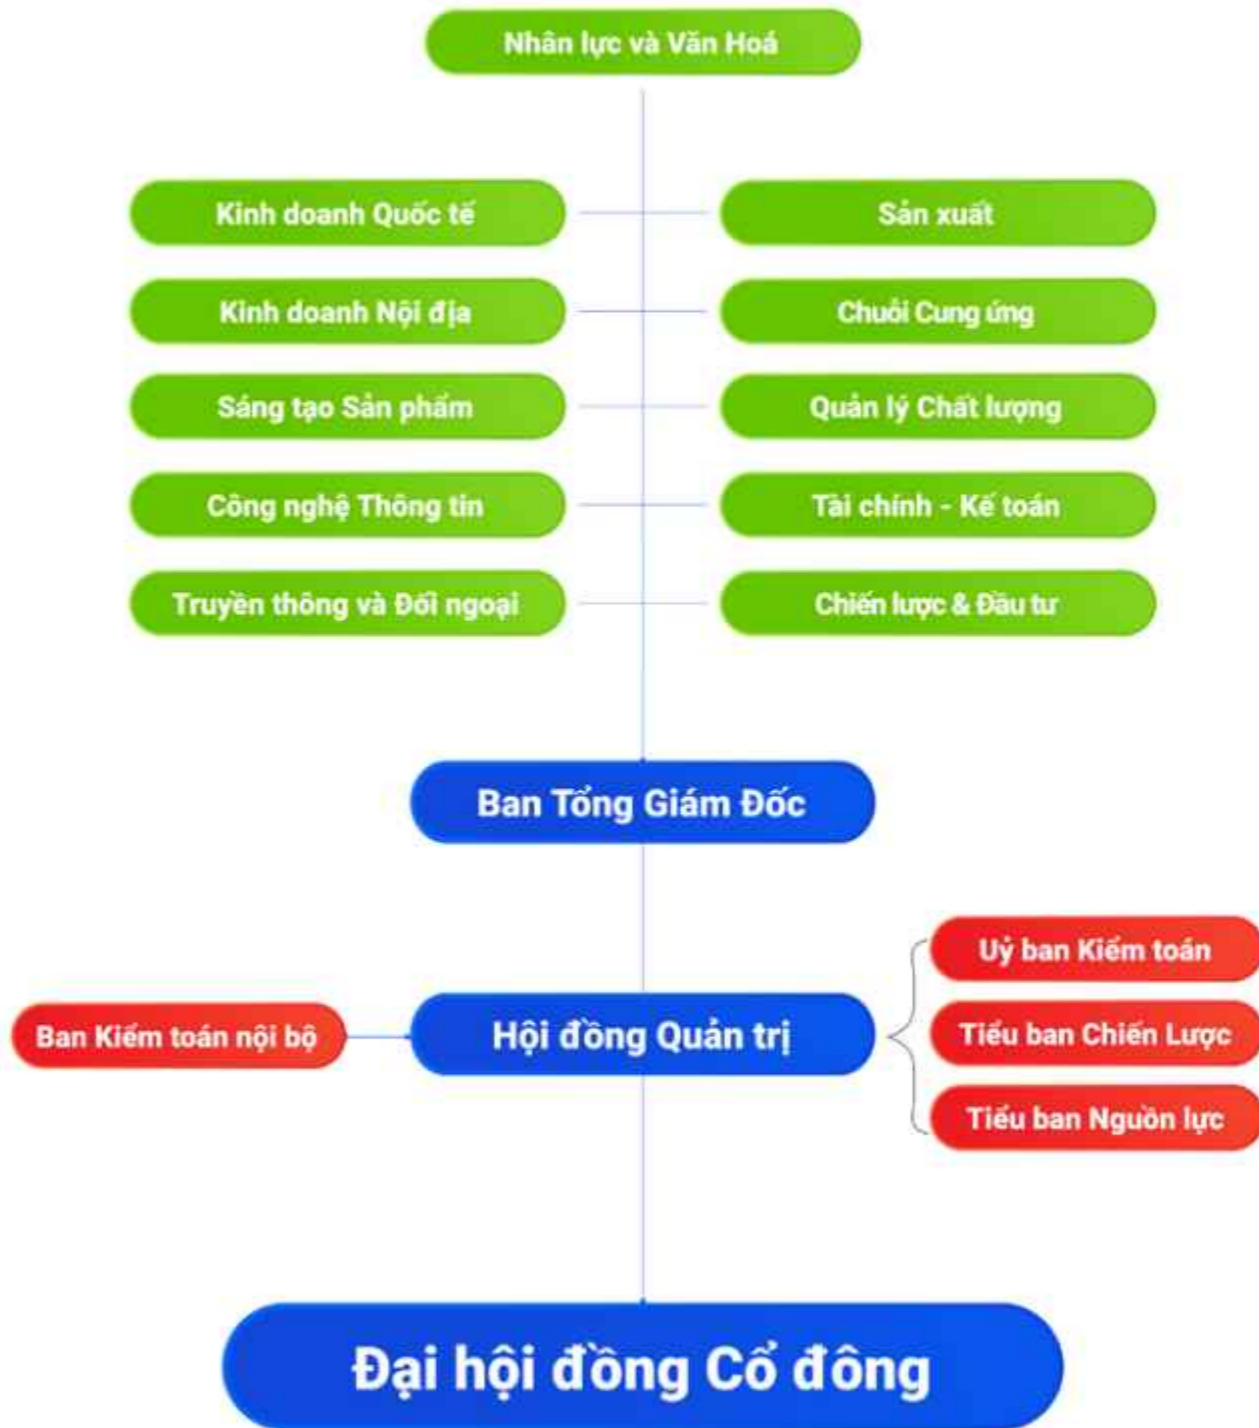 Nhân lực và Văn Hoá
Kinh doanh Quốc tế
Sản xuất
Kinh doanh Nội địa
Chuỗi Cung ứng
Sáng tạo Sản phẩm
Quản lý Chất lượng
Công nghệ Thông tin
Tài chính - Kế toán
Truyền thông và Đối ngoại
Chiến lược & Đầu tư
Ban Tổng Giám Đốc
Uỷ ban Kiểm toán
Ban Kiểm toán nội bộ
Hội đồng Quản trị
Tiểu ban Chiến Lược
Tiểu ban Nguồn lực
Đại hội đồng Cổ đông